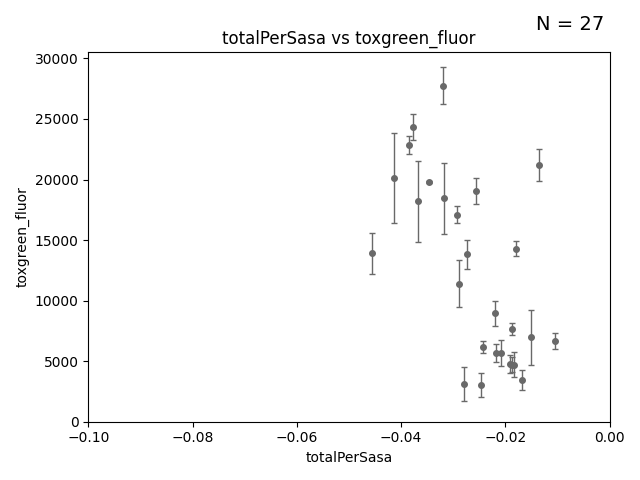 N = 27
totalPerSasa vs toxgreen_fluor
30000
25000
20000
15000
10000
5000
0
toxgreen_fluor
−0.10 −0.08 −0.06 −0.04 −0.02 0.00
totalPerSasa